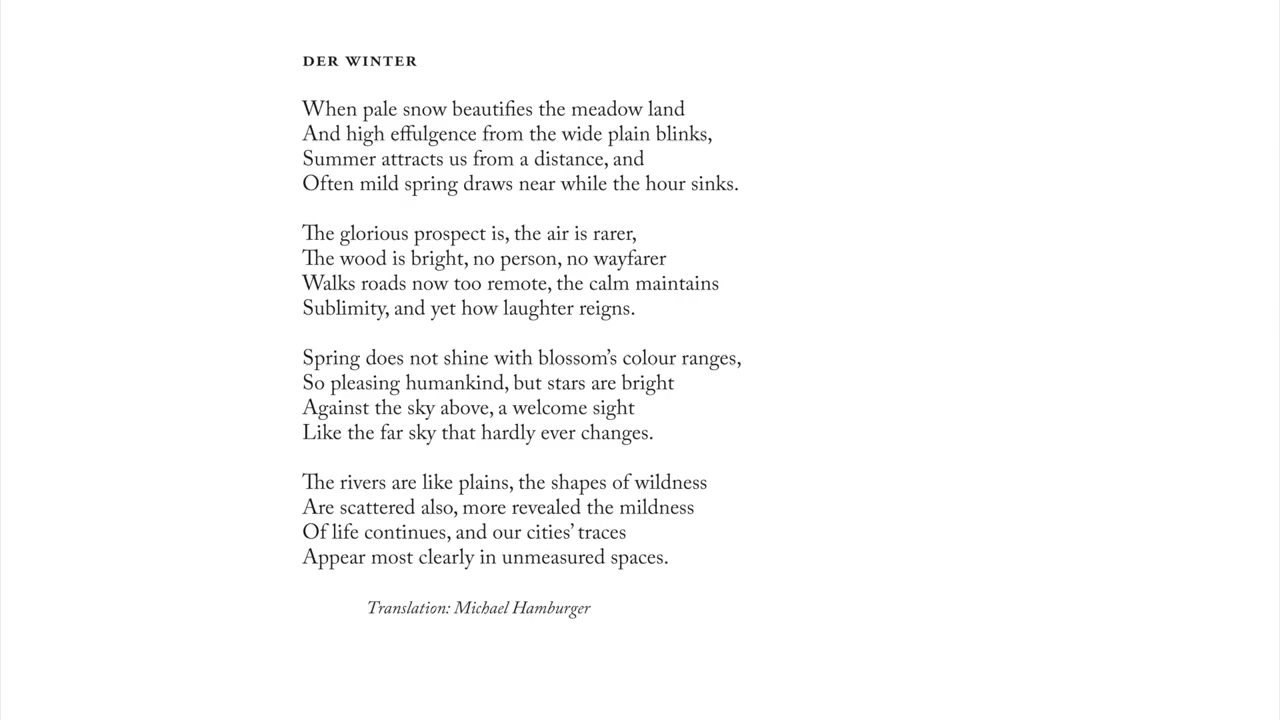 DER WINTER
When pale snow beautifies the meadow land
And high effulgence from the wide plain blinks,
Summer attracts us from a distance, and
Often mild spring draws near while the hour sinks.
The glorious prospect is, the air is rarer,
The wood is bright, no person, no wayfarer
Walks roads now too remote, the calm maintains
Sublimity, and yet how laughter reigns.
Spring does not shine with blossom’s colour ranges,
So pleasing humankind, but stars are bright
Against the sky above, a welcome sight
Like the far sky that hardly ever changes.
The rivers are like plains, the shapes of wildness
Are scattered also, more revealed the mildness
Of life continues, and our cities’ traces
Appear most clearly in unmeasured spaces.
Translation: Michael Hamburger